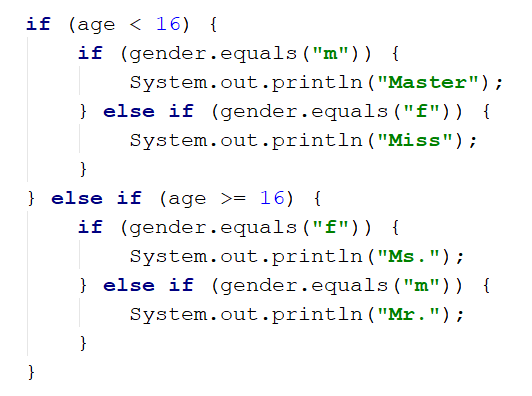 if (age < 16) {
    if (gender.equals("m")) {
        System.out.println("Master");
    } else if (gender.equals("f")) {
        System.out.println("Miss");
    }
} else if (age >= 16) {
    if (gender.equals("f")) {
        System.out.println("Ms.");
    } else if (gender.equals("m")) {
        System.out.println("Mr.");
    }
}